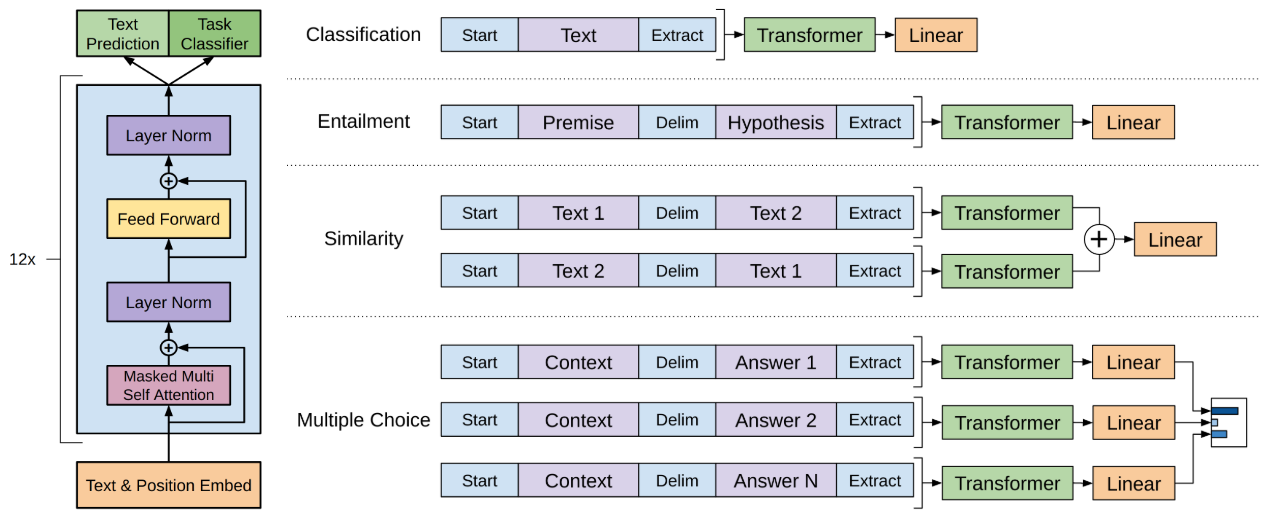 Text
Prediction
Task
Classifier
12x
Layer Norm
+
Feed Forward
Layer Norm
+
Masked Multi
Self Attention
Text & Position Embed
Classification
Start Text Extract Transformer Linear
Entailment
Start Premise Delim Hypothesis Extract Transformer Linear
Similarity
Start Text 1 Delim Text 2 Extract Transformer
+ Linear
Start Text 2 Delim Text 1 Extract Transformer
Multiple Choice
Start Context Delim Answer 1 Extract Transformer Linear
Start Context Delim Answer 2 Extract Transformer Linear
Start Context Delim Answer N Extract Transformer Linear